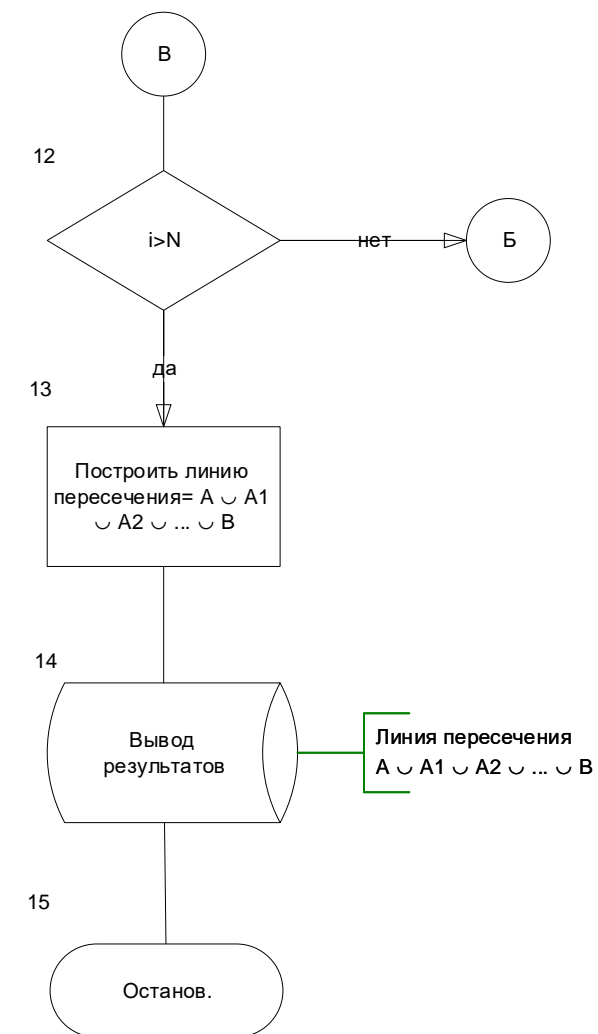 В
12
i>N
нет
Б
да
13
Построить линию
пересечения= А ◡ А1
◡ А2 ◡ ... ◡ В
14
Вывод
результатов
Линия пересечения
А ◡ А1 ◡ А2 ◡ ... ◡ В
15
Останов.